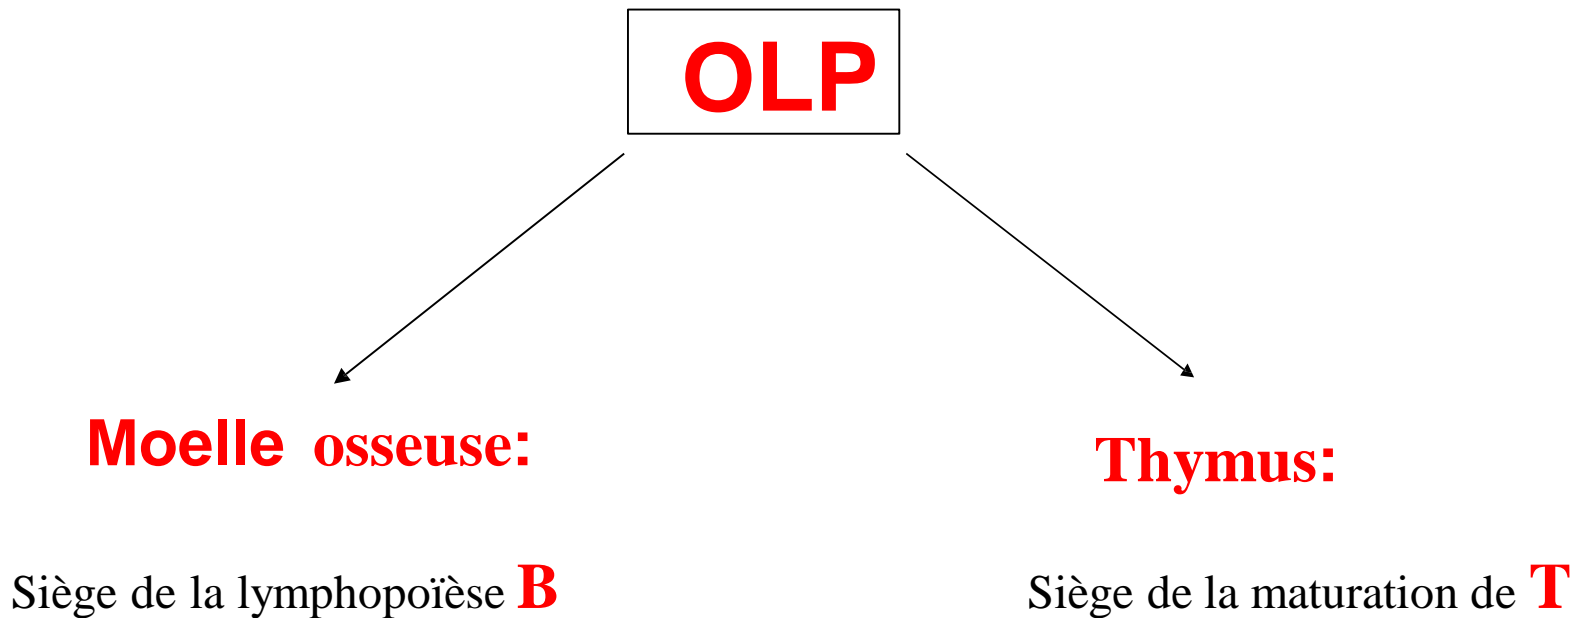 OLP
Moelle osseuse:
Thymus:
Siège de la lymphopoïèse B
Siège de la maturation de T